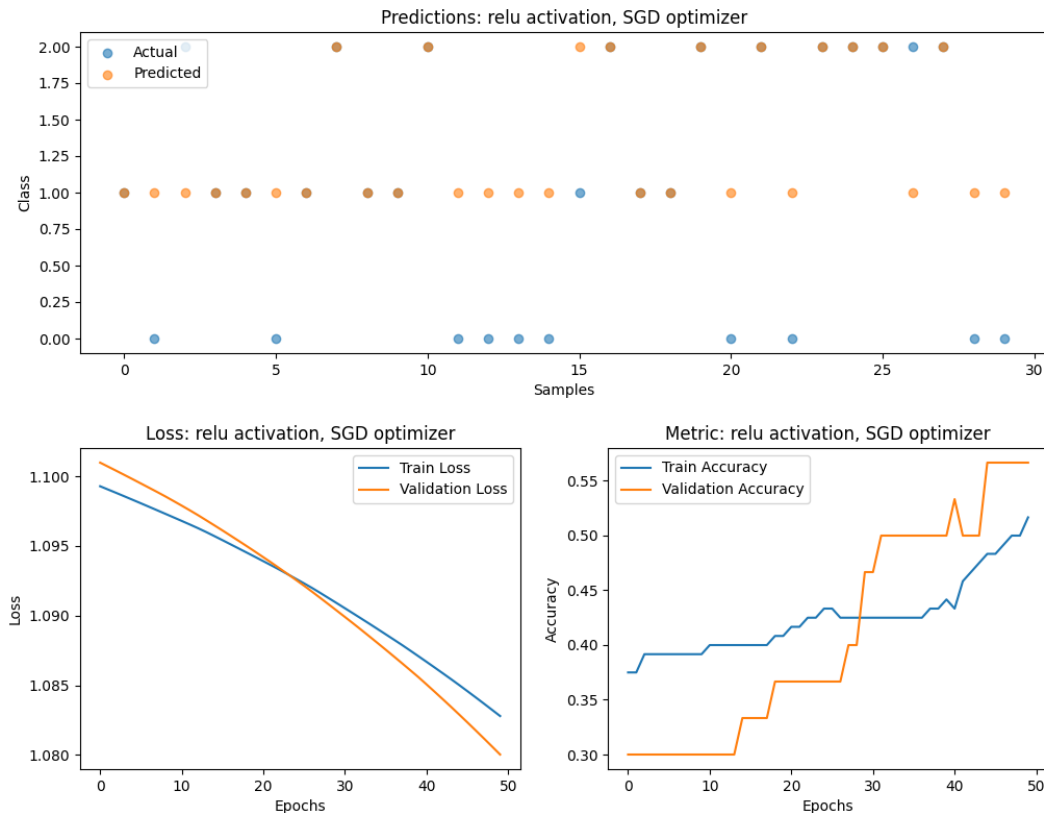 Predictions: relu activation, SGD optimizer
Actual
Predicted
2.00
1.75
1.50
1.25
1.00
0.75
0.50
0.25
0.00
Class
0 5 10 15 20 25 30
Samples
Loss: relu activation, SGD optimizer
Train Loss
Validation Loss
1.100
1.095
1.090
1.085
1.080
Loss
0 10 20 30 40 50
Epochs
Metric: relu activation, SGD optimizer
Train Accuracy
Validation Accuracy
0.55
0.50
0.45
0.40
0.35
0.30
Accuracy
0 10 20 30 40 50
Epochs